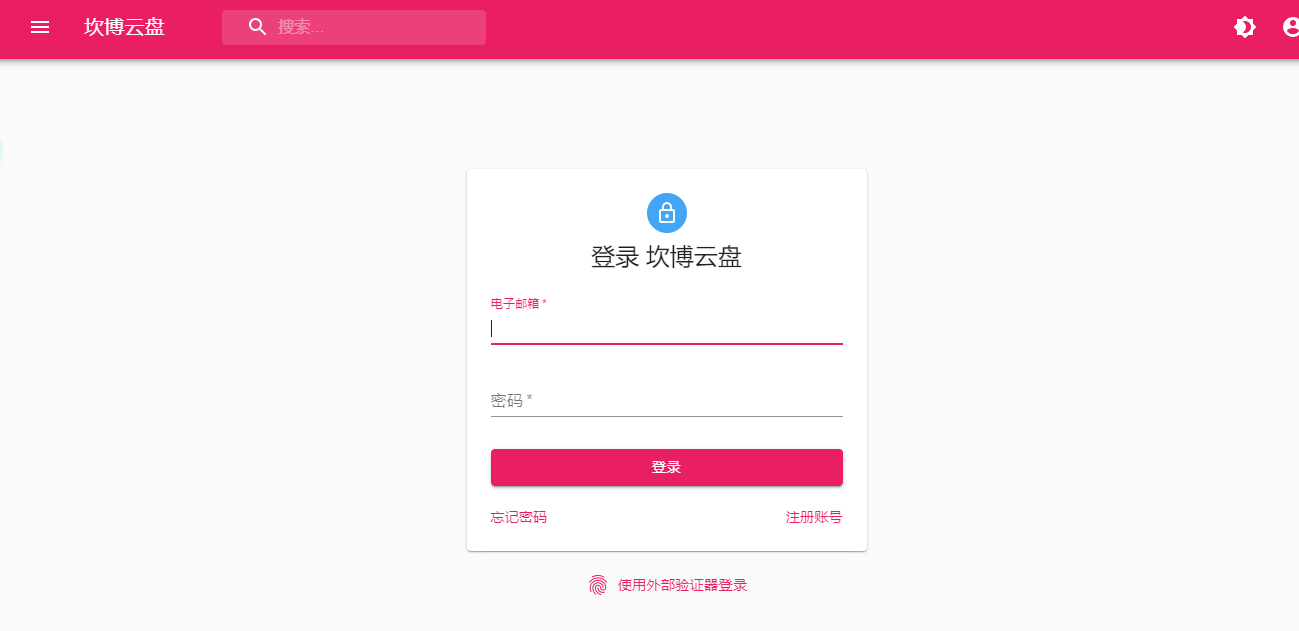 坎博云盘
搜索...
登录 坎博云盘
电子邮箱 *
密码 *
登录
忘记密码
注册账号
使用外部验证器登录